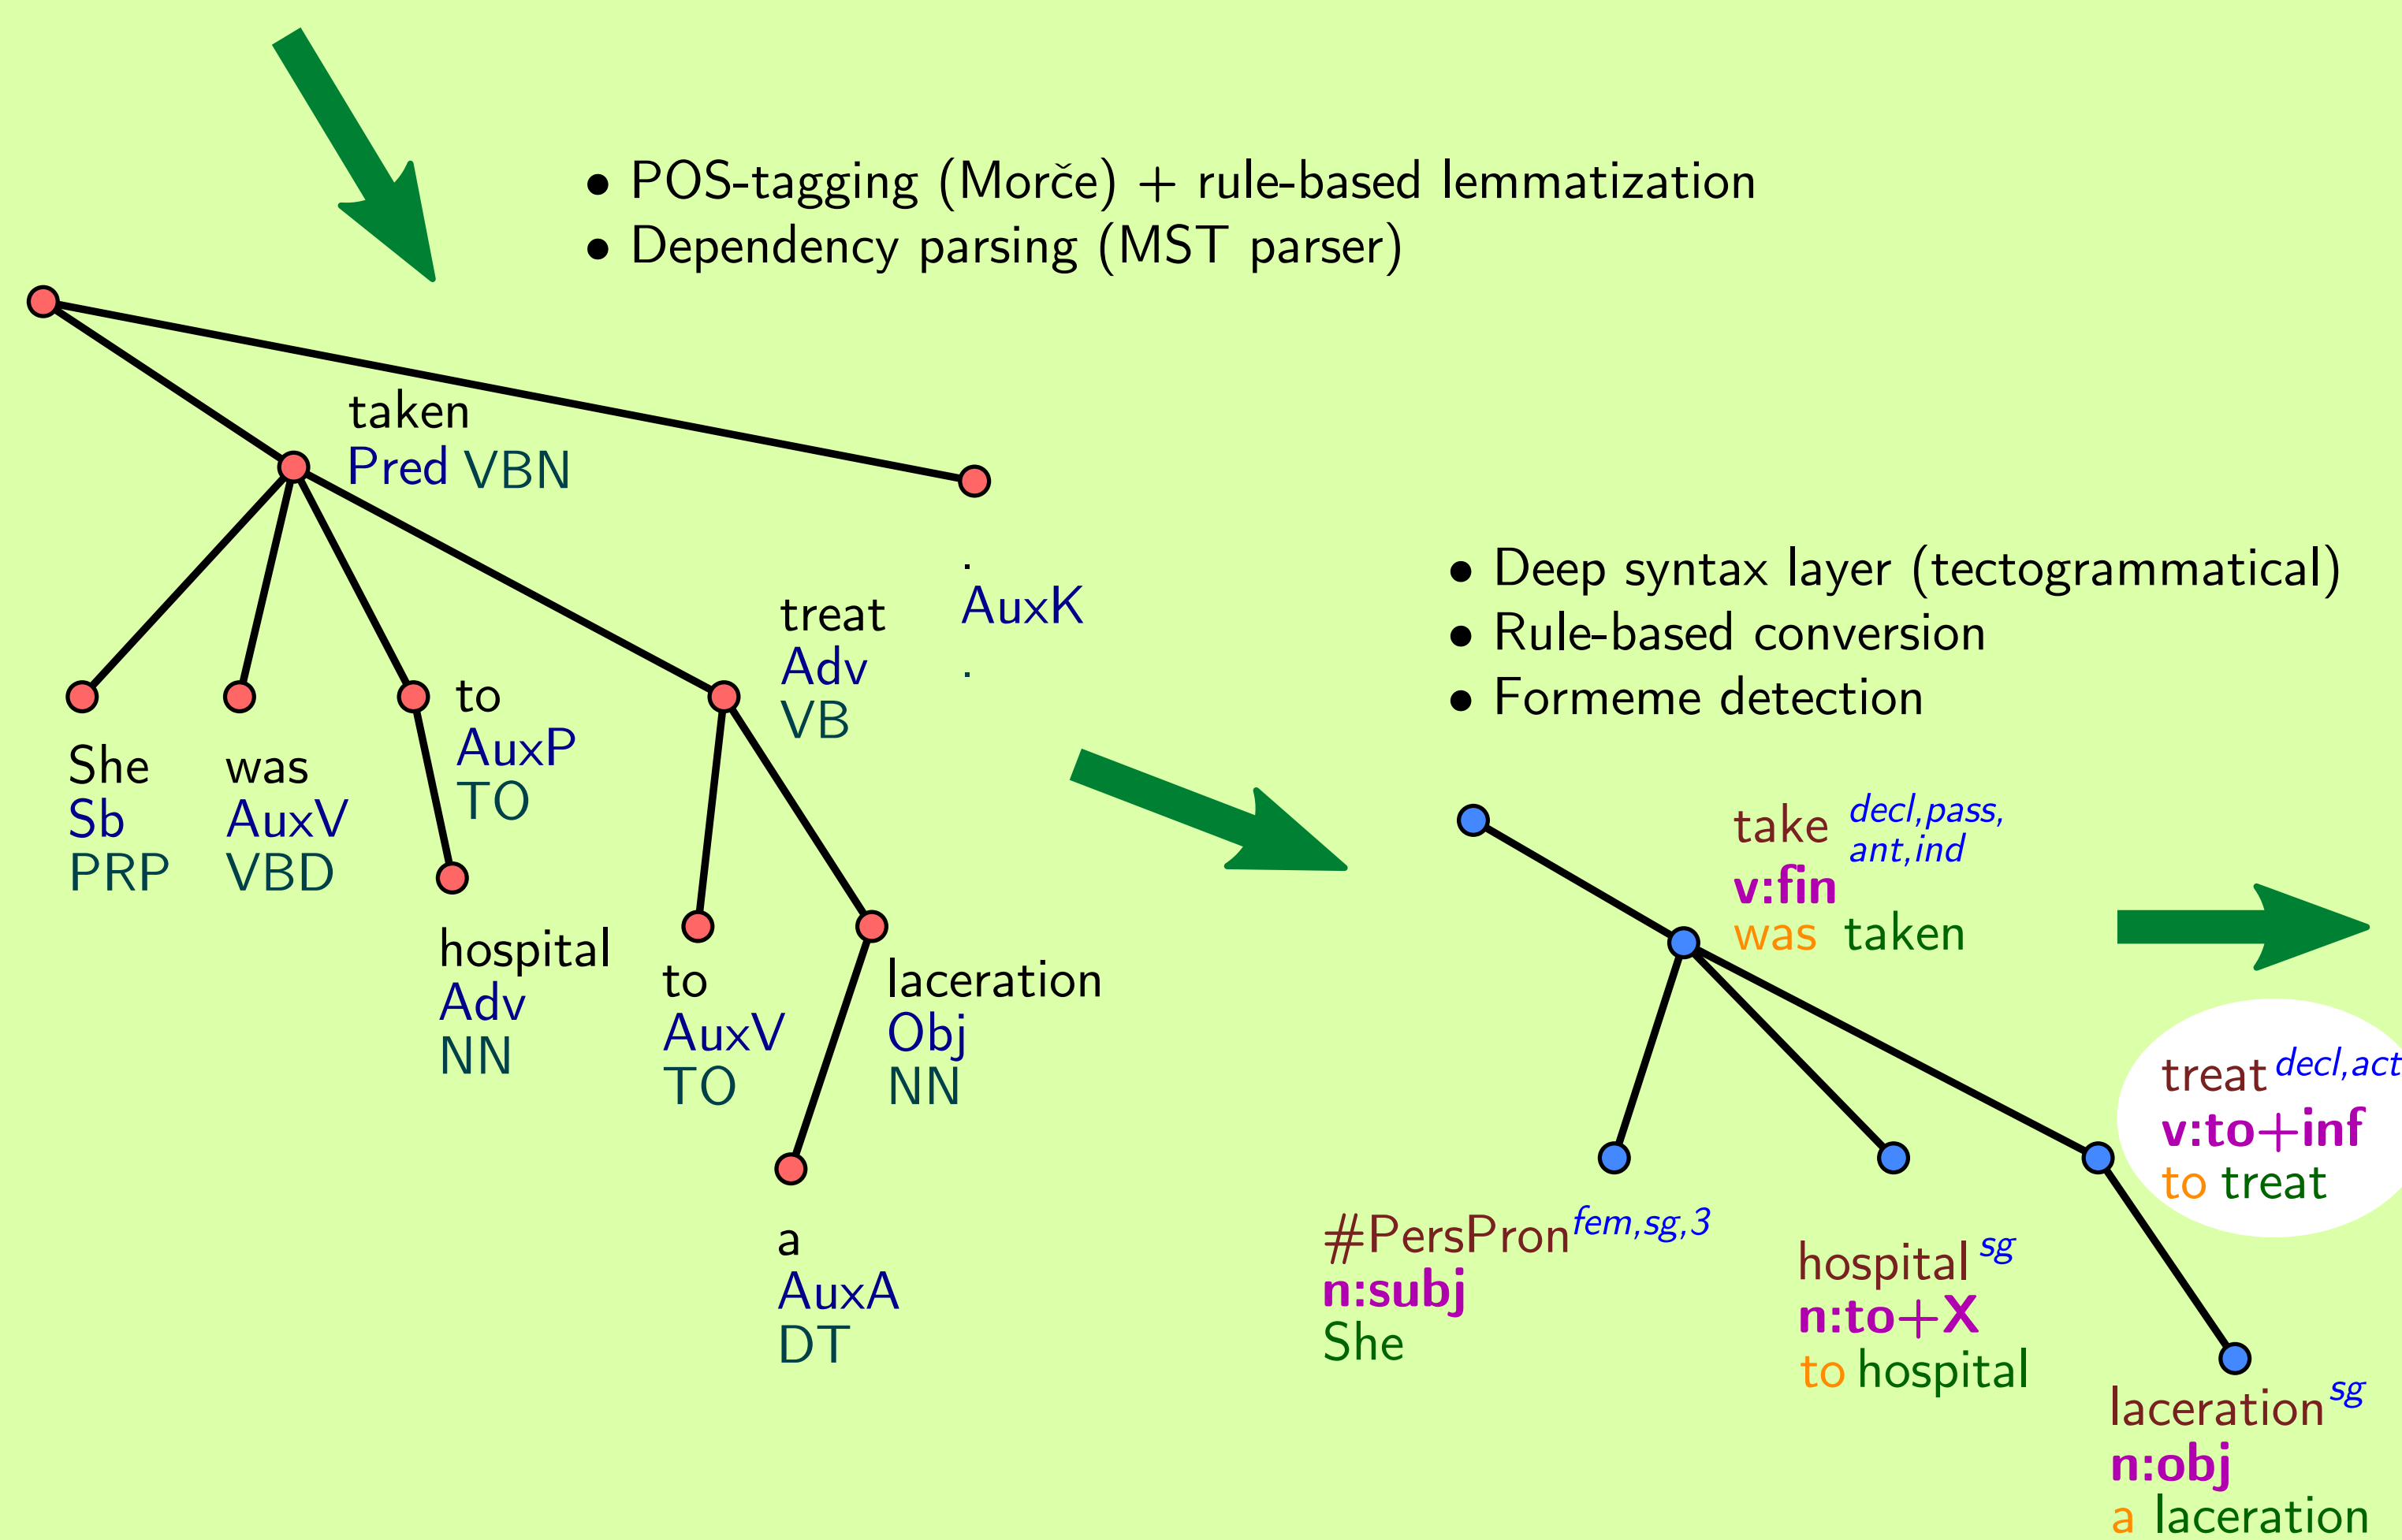 • POS-tagging (Morče) + rule-based lemmatization
• Dependency parsing (MST parser)
taken
Pred VBN
.
AuxK
.
treat
Adv
VB
to
AuxP
TO
She
Sb
PRP
was
AuxV
VBD
hospital
Adv
NN
to
AuxV
TO
laceration
Obj
NN
a
AuxA
DT
• Deep syntax layer (tectogrammatical)
• Rule-based conversion
• Formeme detection
take decl,pass,
ant,ind
v:fin
was taken
treat decl,act
v:to+inf
to treat
#PersPron fem,sg,3
n:subj
She
hospital sg
n:to+X
to hospital
laceration sg
n:obj
a laceration